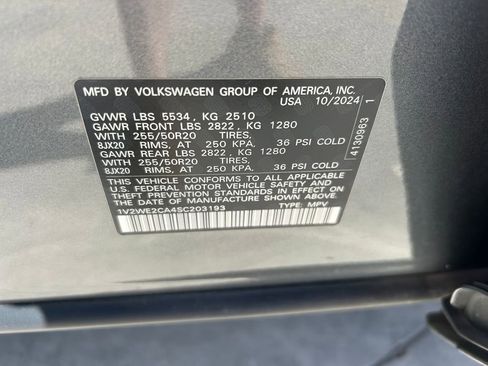 MFD BY VOLKSWAGEN GROUP OF AMERICA, INC.
USA 10/2024
GVWR LBS 5534, KG 2510
GAWR FRONT LBS 2822, KG 1280
WITH 255/50R20 TIRES,
8JX20 RIMS, AT 250 KPA, 36 PSI COLD
GAWR REAR LBS 2822, KG 1280
WITH 255/50R20 TIRES,
8JX20 RIMS, AT 250 KPA, 36 PSI COLD
THIS VEHICLE CONFORMS TO ALL APPLICABLE
U.S. FEDERAL MOTOR VEHICLE SAFETY AND
THEFT PREVENTION STANDARDS IN EFFECT ON
THE DATE OF MANUFACTURE SHOWN ABOVE.
1V2WE2CA4SC203193 TYPE: MPV
4130963 1